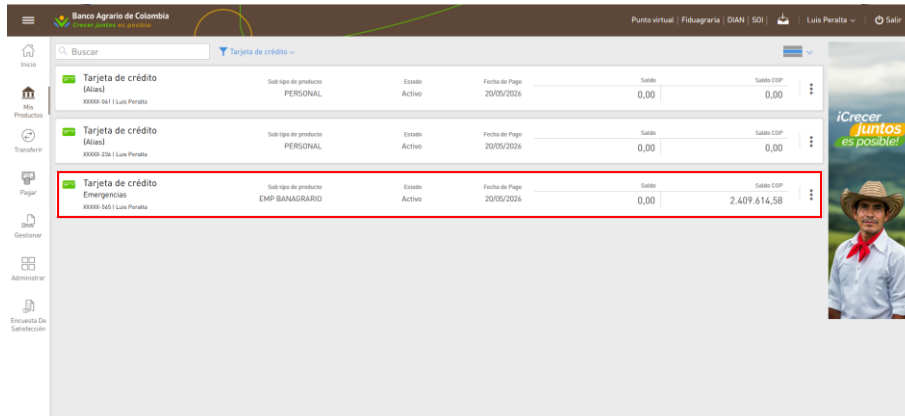 Banco Agrario de Colombia
Crecer juntos es posible
Punto virtual | Fiduagraria | DIAN | SOI |
Luis Peralta
Salir
Inicio
Mis
Productos
Transferir
Pagar
Gestionar
Administrar
Encuesta De
Satisfacción
Buscar
Tarjeta de crédito
Tarjeta de crédito
(Alias)
XXXXX-061 | Luis Peralta
Sub tipo de producto
PERSONAL
Estado
Activo
Fecha de Pago
20/05/2026
Saldo
0,00
Saldo COP
0,00
Tarjeta de crédito
(Alias)
XXXXX-236 | Luis Peralta
Sub tipo de producto
PERSONAL
Estado
Activo
Fecha de Pago
20/05/2026
Saldo
0,00
Saldo COP
0,00
Tarjeta de crédito
Emergencias
XXXXX-565 | Luis Peralta
Sub tipo de producto
EMP BANAGRARIO
Estado
Activo
Fecha de Pago
20/05/2026
Saldo
0,00
Saldo COP
2.409.614,58
¡Crecer
juntos
es posible!